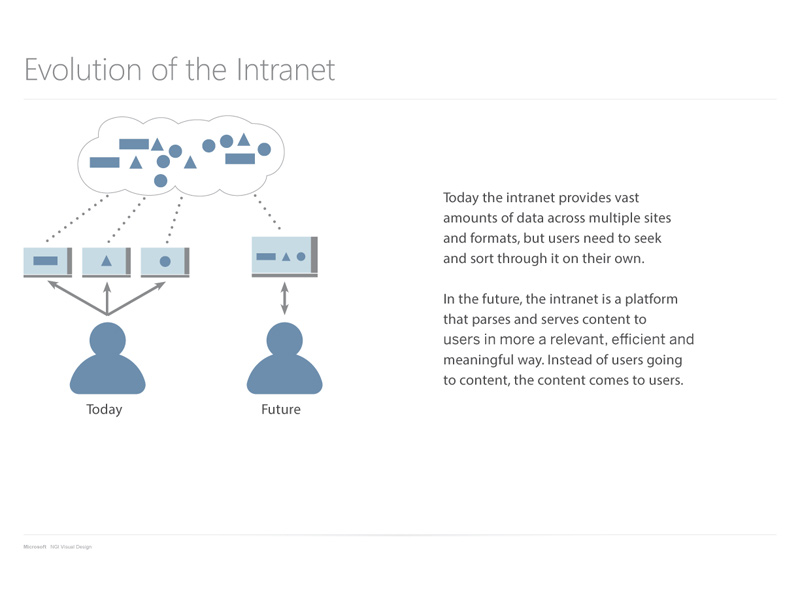 Evolution of the Intranet
Today the intranet provides vast
amounts of data across multiple sites
and formats, but users need to seek
and sort through it on their own.
In the future, the intranet is a platform
that parses and serves content to
users in more a relevant, efficient and
meaningful way. Instead of users going
to content, the content comes to users.
Today
Future
Microsoft Visual Design